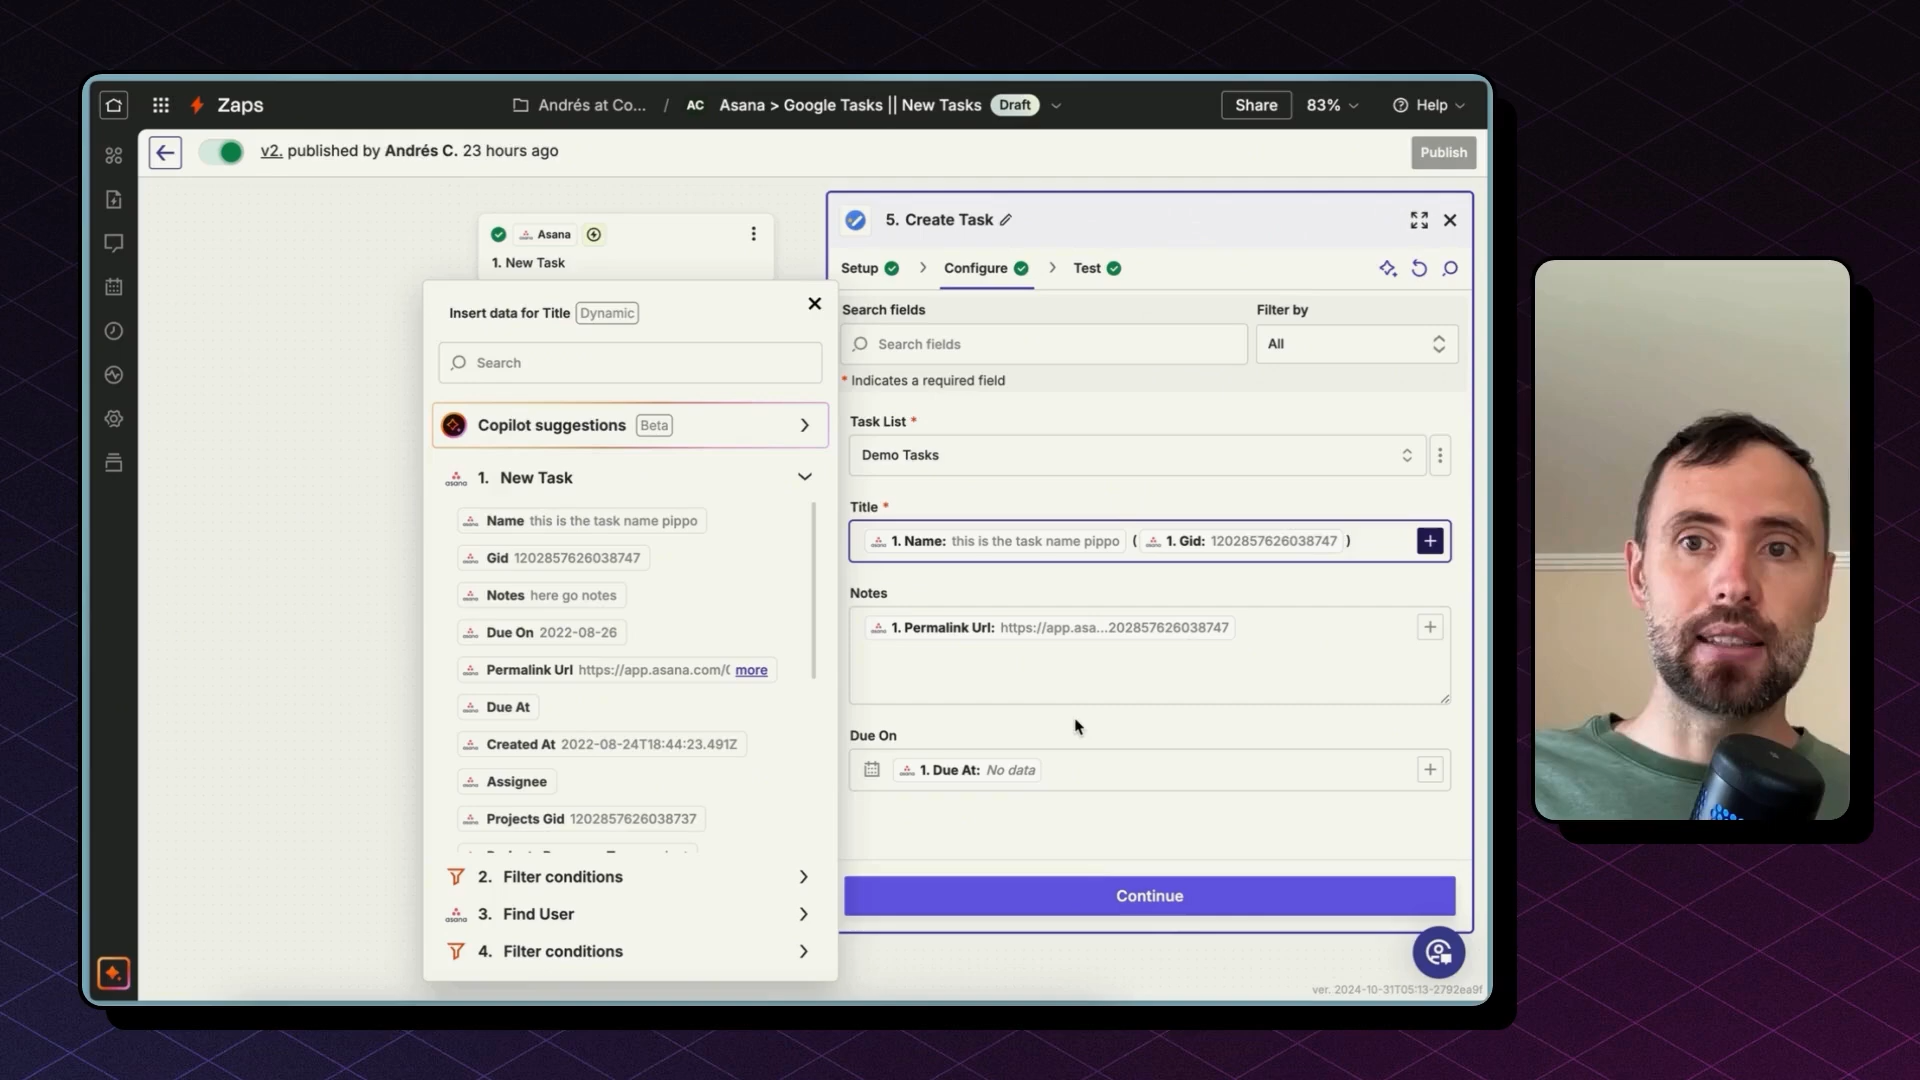 Zaps
Andrés at Co... / AC Asana > Google Tasks || New Tasks Draft
Share 83% Help
v2. published by Andrés C. 23 hours ago
Publish
Asana
1. New Task
5. Create Task
Setup Configure Test
Insert data for Title Dynamic
Search
Copilot suggestions Beta
asana 1. New Task
Name this is the task name pippo
Gid 1202857626038747
Notes here go notes
Due On 2022-08-26
Permalink Url https://app.asana.com/( more
Due At
Created At 2022-08-24T18:44:23.491Z
Assignee
Projects Gid 1202857626038737
2. Filter conditions
asana 3. Find User
4. Filter conditions
Search fields
Filter by
Search fields
All
* Indicates a required field
Task List *
Demo Tasks
Title *
1. Name: this is the task name pippo ( 1. Gid: 1202857626038747 )
Notes
1. Permalink Url: https://app.asa...202857626038747
Due On
1. Due At: No data
Continue
ver. 2024-10-31T05:13-2792ea9f